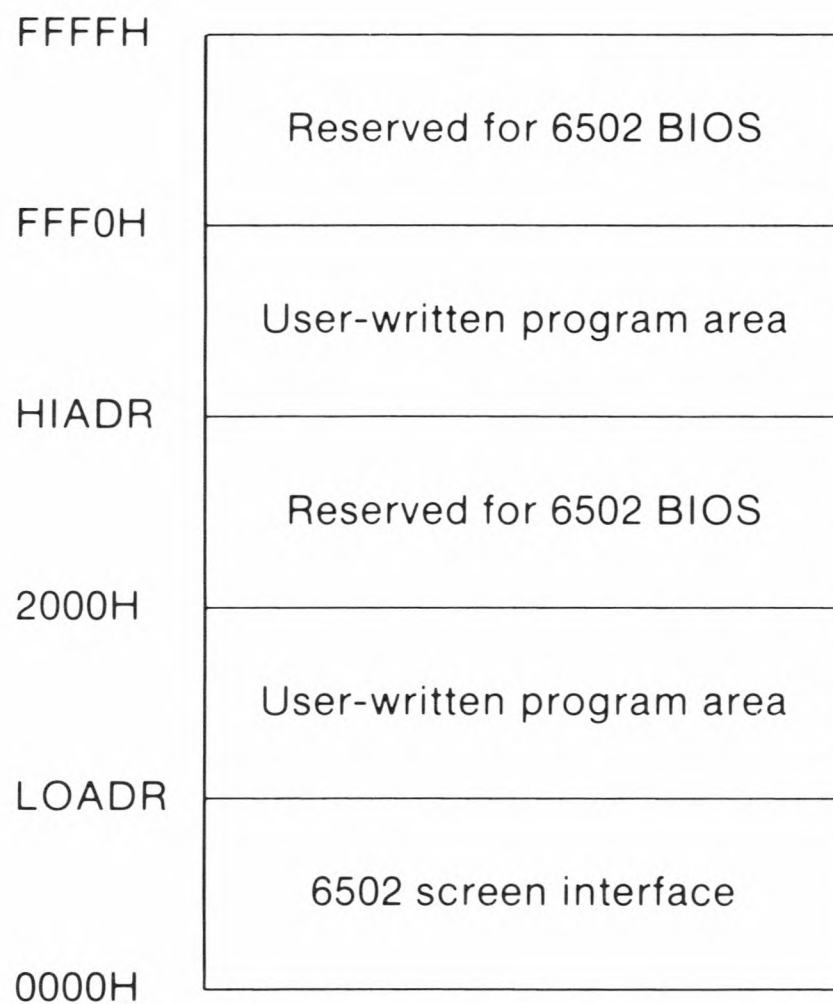 FFFFH
Reserved for 6502 BIOS
FFF0H
User-written program area
HIADR
Reserved for 6502 BIOS
2000H
User-written program area
LOADR
6502 screen interface
0000H